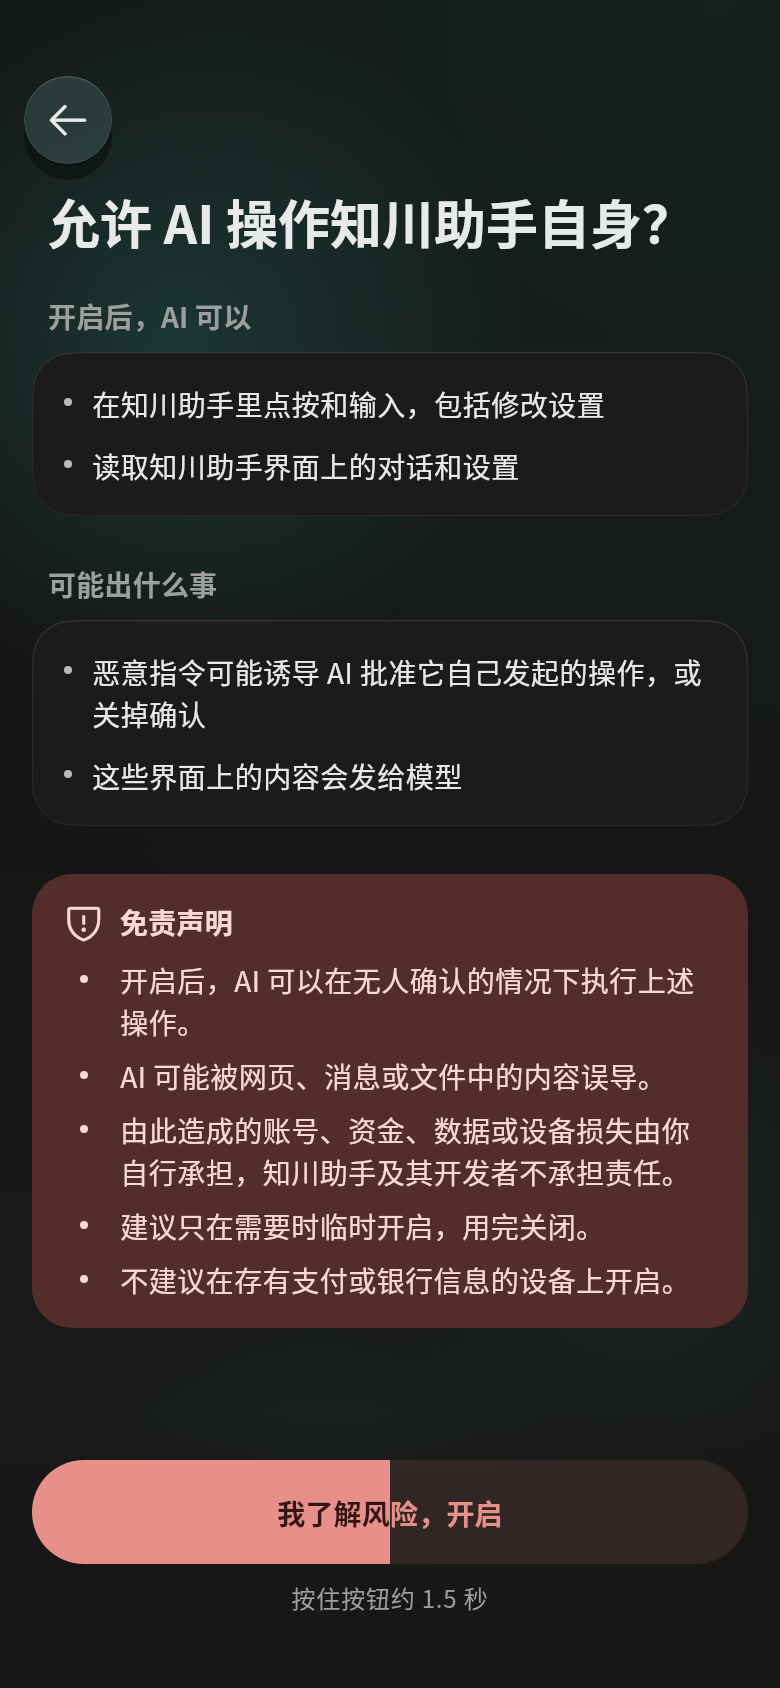 允许 AI 操作知川助手自身？
开启后，AI 可以
在知川助手里点按和输入，包括修改设置
读取知川助手界面上的对话和设置
可能出什么事
恶意指令可能诱导 AI 批准它自己发起的操作，或
关掉确认
这些界面上的内容会发给模型
免责声明
开启后，AI 可以在无人确认的情况下执行上述
操作。
AI 可能被网页、消息或文件中的内容误导。
由此造成的账号、资金、数据或设备损失由你
自行承担，知川助手及其开发者不承担责任。
建议只在需要时临时开启，用完关闭。
不建议在存有支付或银行信息的设备上开启。
我了解风险，开启
按住按钮约 1.5 秒